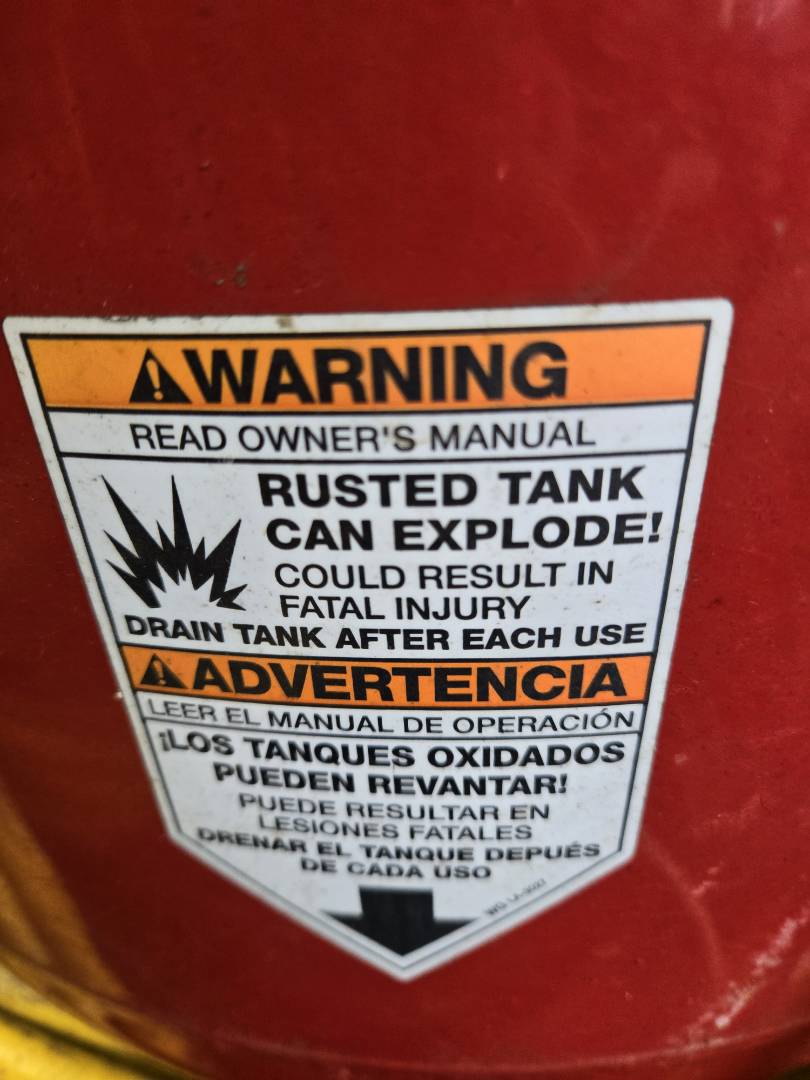 WARNING
READ OWNER'S MANUAL
RUSTED TANK
CAN EXPLODE!
COULD RESULT IN
FATAL INJURY
DRAIN TANK AFTER EACH USE
ADVERTENCIA
LEER EL MANUAL DE OPERACIÓN
¡LOS TANQUES OXIDADOS
PUEDEN REVANTAR!
PUEDE RESULTAR EN
LESIONES FATALES
DRENAR EL TANQUE DEPUÉS
DE CADA USO